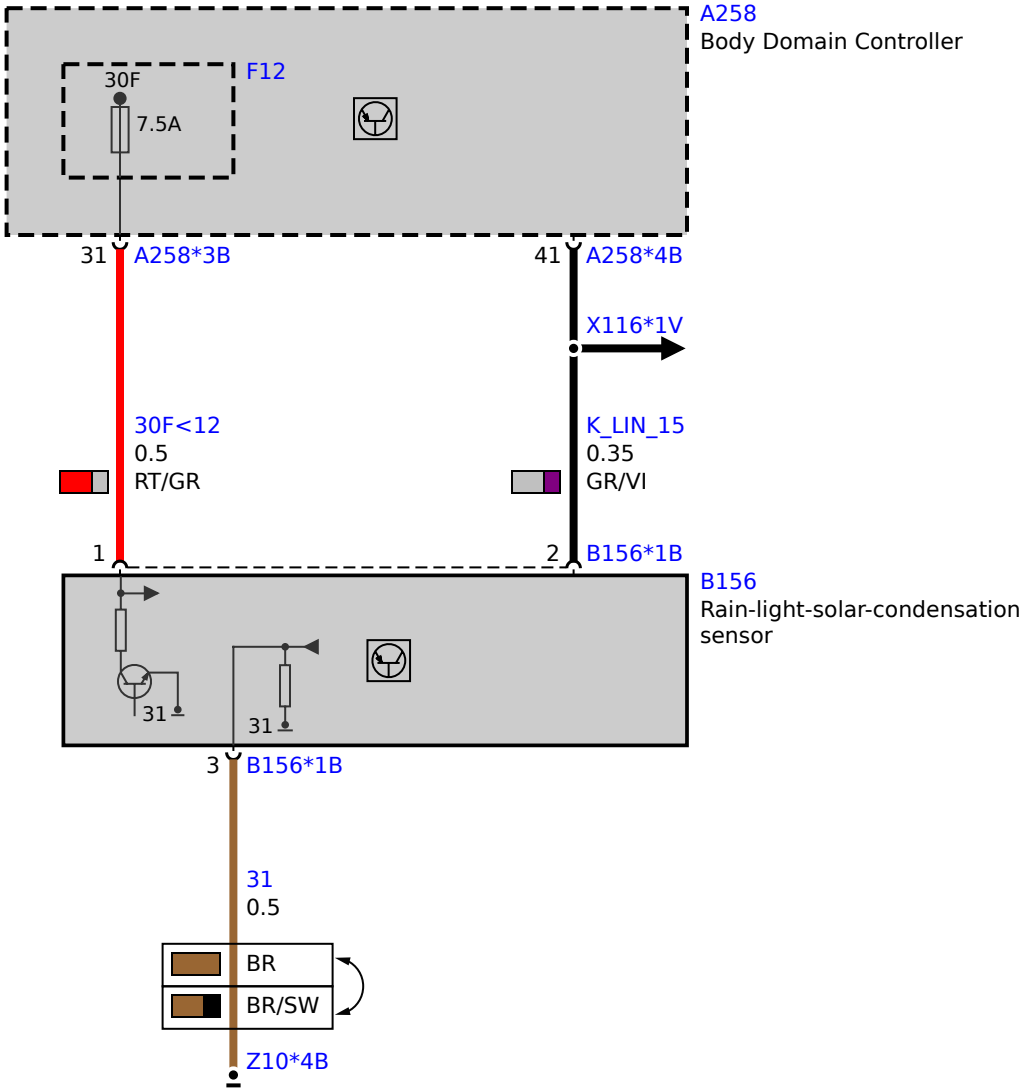 A258
Body Domain Controller
F12
30F
7.5A
31 A258*3B
41 A258*4B
X116*1V
30F<12
0.5
RT/GR
K_LIN_15
0.35
GR/VI
1
2 B156*1B
B156
Rain-light-solar-condensation
sensor
31
31
3 B156*1B
31
0.5
BR
BR/SW
Z10*4B